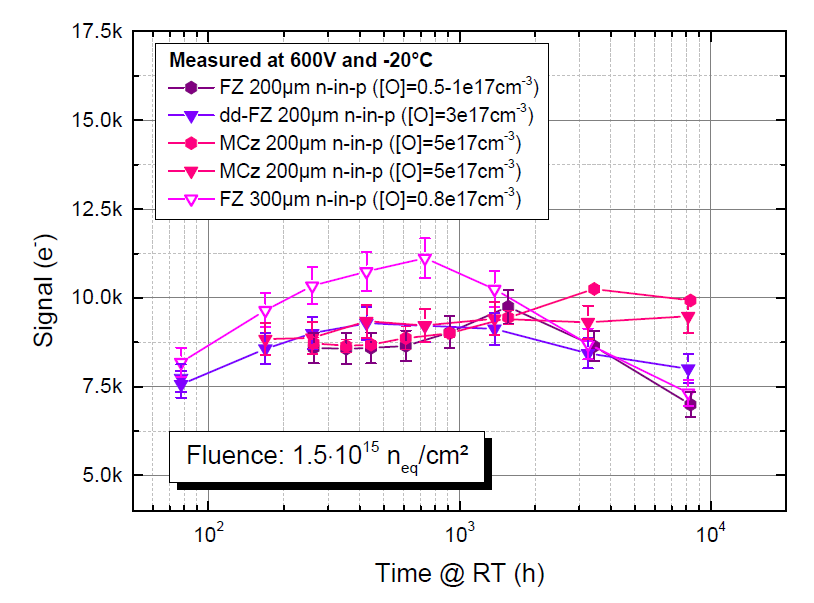 17.5k
15.0k
12.5k
10.0k
7.5k
5.0k
Signal (e⁻)
Measured at 600V and -20°C
FZ 200µm n-in-p ([O]=0.5-1e17cm⁻³)
dd-FZ 200µm n-in-p ([O]=3e17cm⁻³)
MCz 200µm n-in-p ([O]=5e17cm⁻³)
MCz 200µm n-in-p ([O]=5e17cm⁻³)
FZ 300µm n-in-p ([O]=0.8e17cm⁻³)
Fluence: 1.5·10¹⁵ n_eq/cm²
10² 10³ 10⁴
Time @ RT (h)